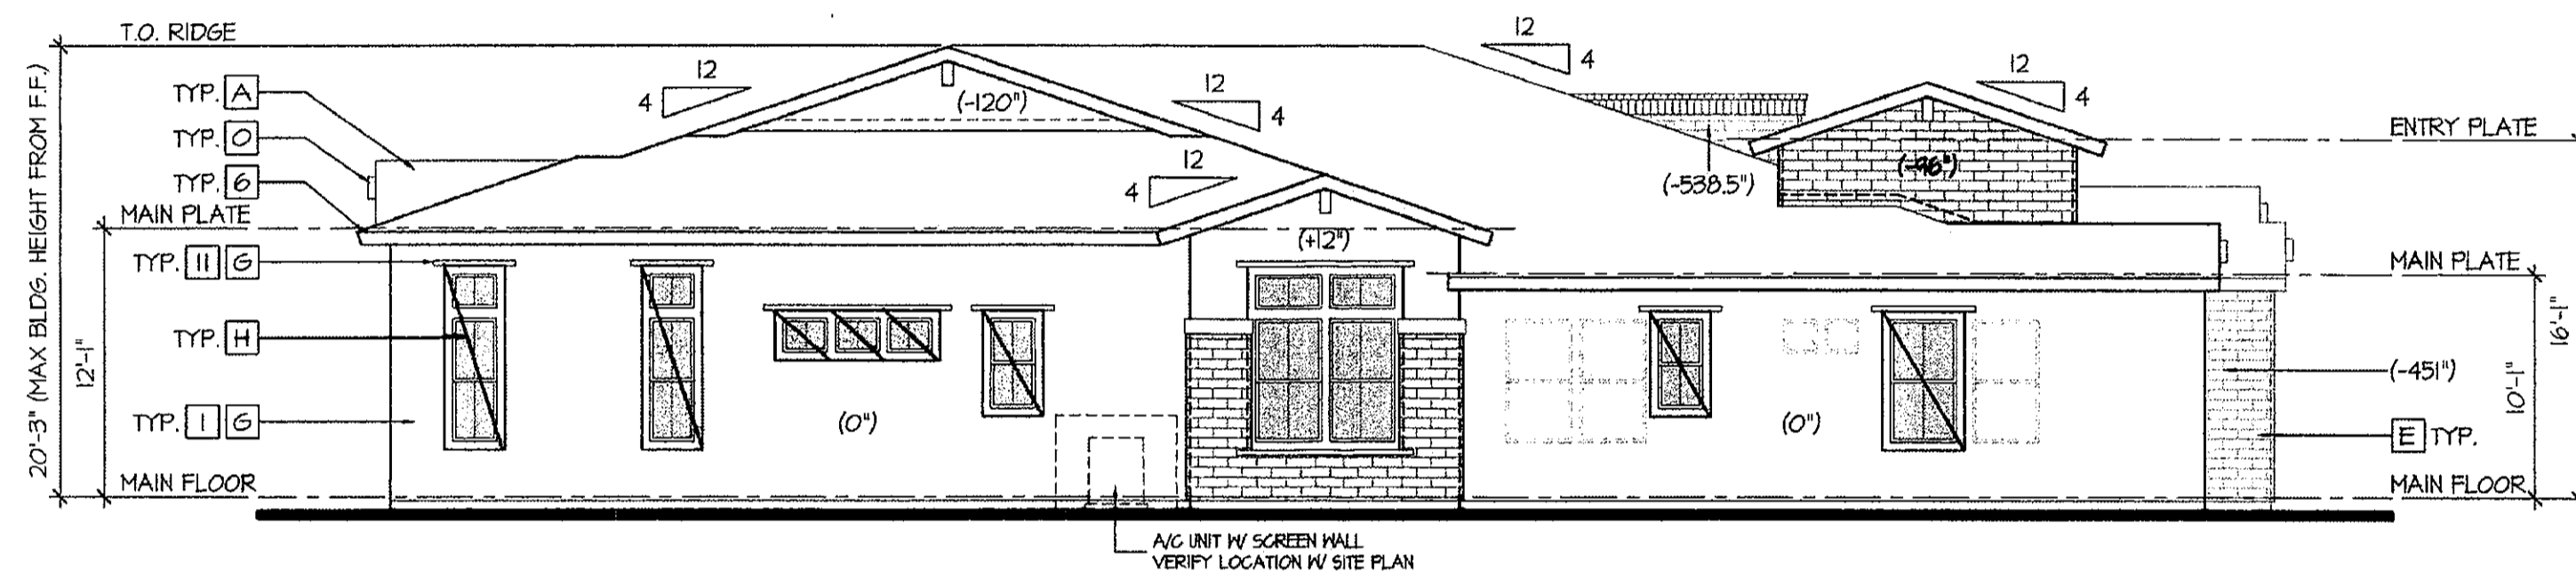 T.O. RIDGE
20'-3" (MAX BLDG. HEIGHT FROM F.F.)
12'-1"
TYP. A
TYP. O
TYP. 6
MAIN PLATE
TYP. 11 G
TYP. H
TYP. 1 G
MAIN FLOOR
12
4
(-120")
12
4
12
4
12
4
12
4
(+12")
(-538.5")
(0")
(0")
A/C UNIT W/ SCREEN WALL
VERIFY LOCATION W/ SITE PLAN
ENTRY PLATE
MAIN PLATE
16'-1"
10'-1"
(-451")
E TYP.
MAIN FLOOR